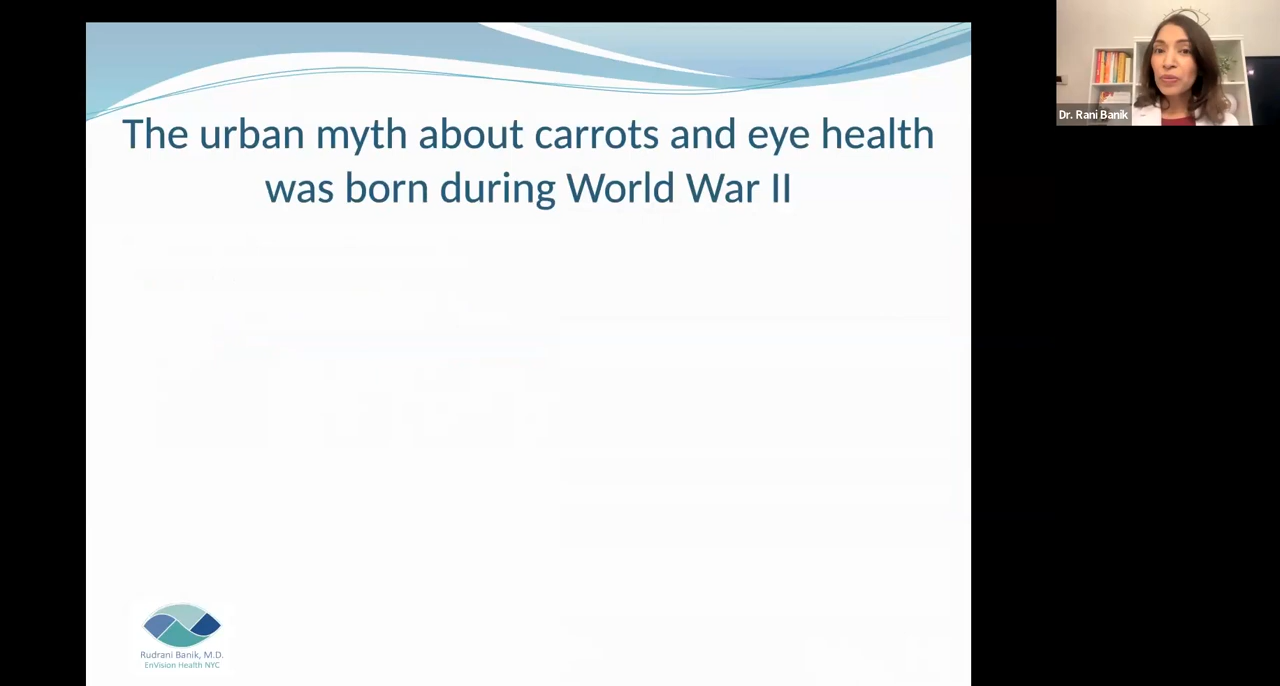 The urban myth about carrots and eye health
was born during World War II
Dr. Rani Banik
Rudrani Banik, M.D.
EnVision Health NYC